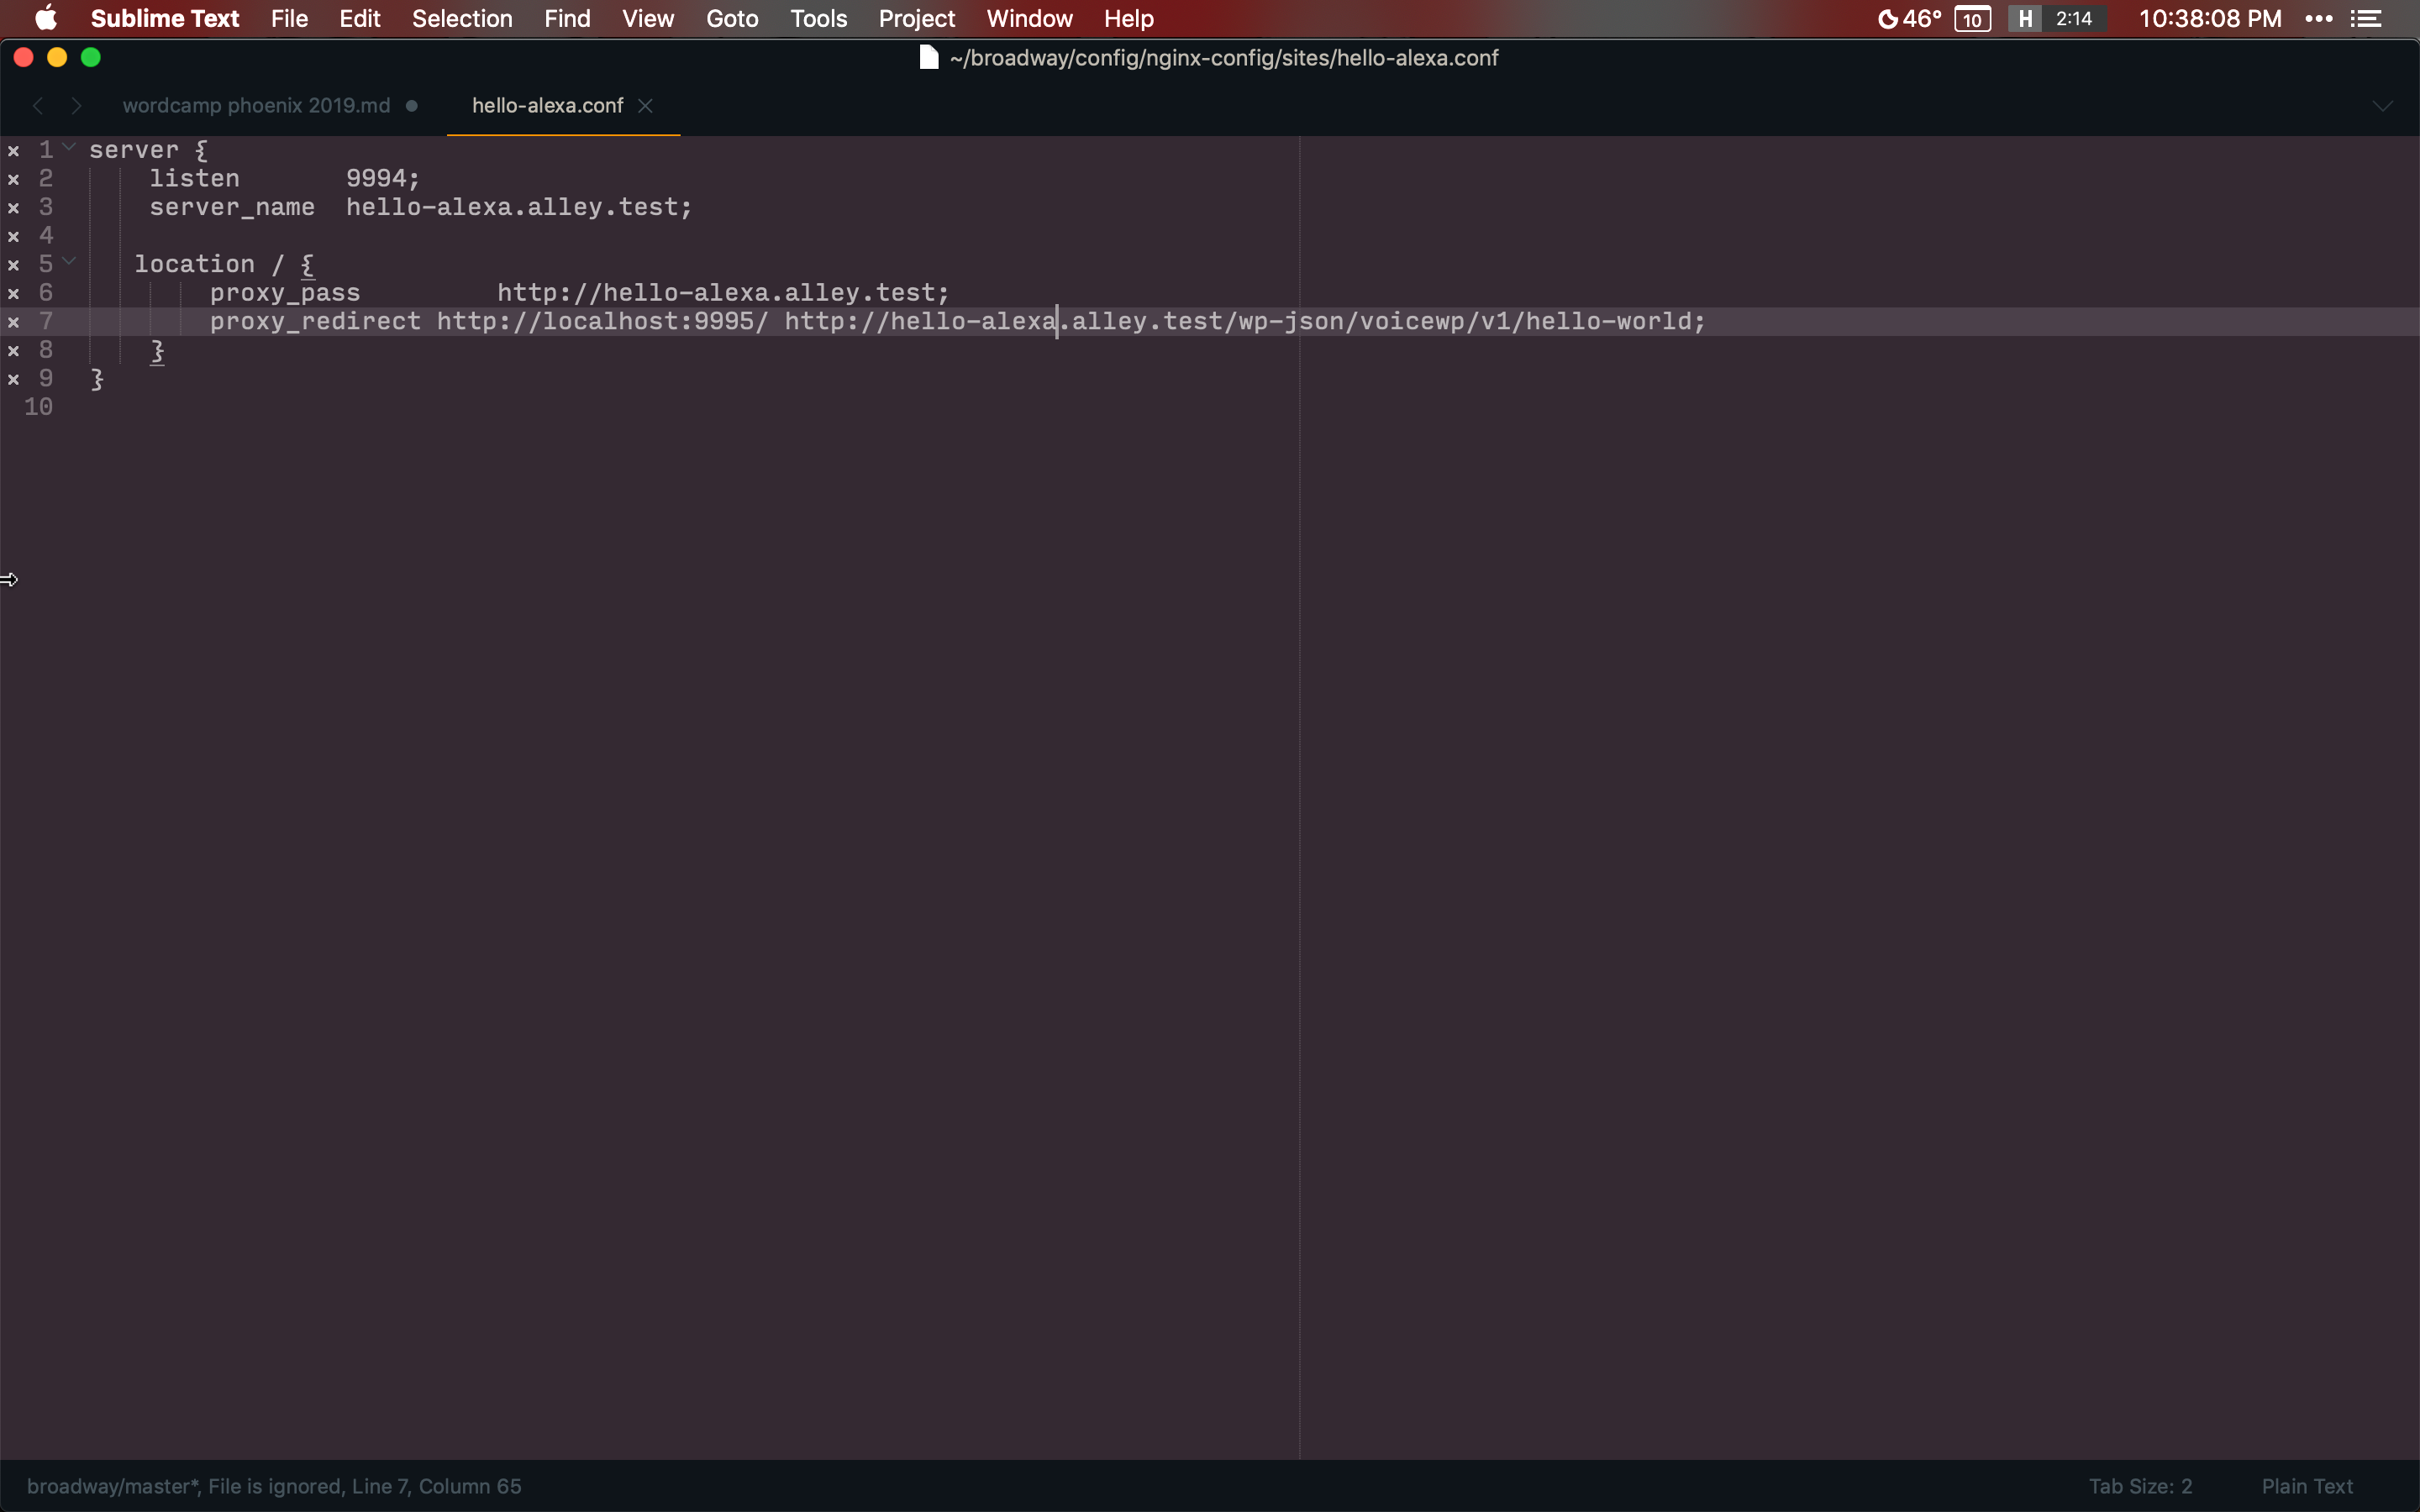 Sublime Text File Edit Selection Find View Goto Tools Project Window Help 46° 10 H 2:14 10:38:08 PM
~/broadway/config/nginx-config/sites/hello-alexa.conf
wordcamp phoenix 2019.md hello-alexa.conf
1 server {
2 listen 9994;
3 server_name hello-alexa.alley.test;
4
5 location / {
6 proxy_pass http://hello-alexa.alley.test;
7 proxy_redirect http://localhost:9995/ http://hello-alexa.alley.test/wp-json/voicewp/v1/hello-world;
8 }
9 }
10
broadway/master*, File is ignored, Line 7, Column 65 Tab Size: 2 Plain Text